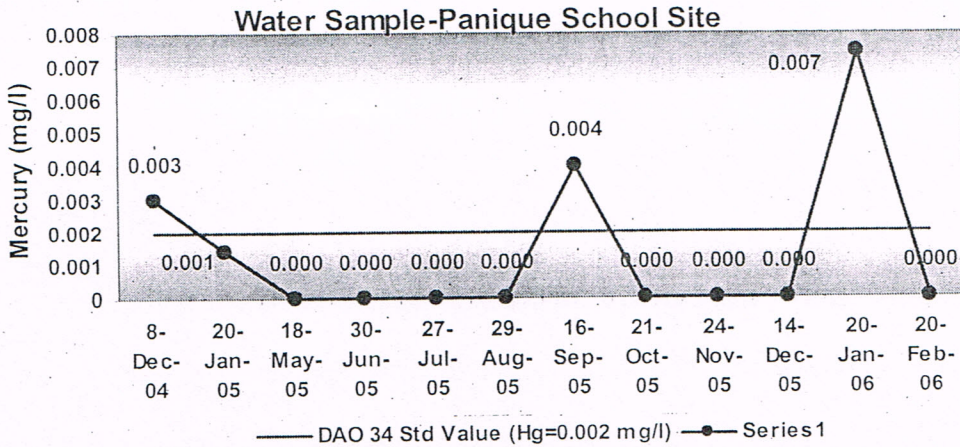 Water Sample-Panique School Site
Mercury (mg/l)
0.008
0.007
0.006
0.005
0.004
0.003
0.002
0.001
0
0.003
0.001
0.000
0.000
0.000
0.000
0.004
0.000
0.000
0.000
0.007
0.000
8-Dec-04
20-Jan-05
18-May-05
30-Jun-05
27-Jul-05
29-Aug-05
16-Sep-05
21-Oct-05
24-Nov-05
14-Dec-05
20-Jan-06
20-Feb-06
DAO 34 Std Value (Hg=0.002 mg/l)
Series1